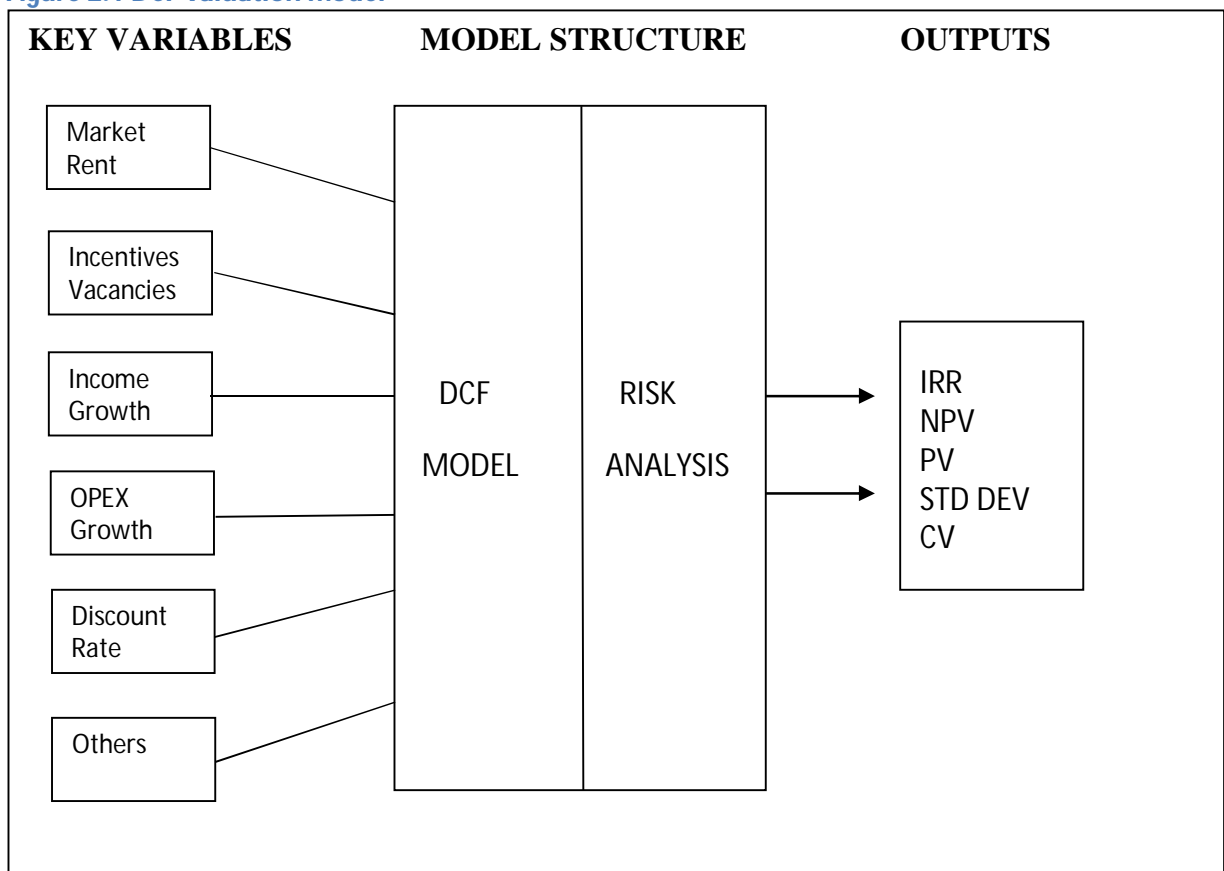 KEY VARIABLES MODEL STRUCTURE OUTPUTS
Market
Rent
Incentives
Vacancies
Income
Growth
OPEX
Growth
Discount
Rate
Others
DCF
MODEL
RISK
ANALYSIS
IRR
NPV
PV
STD DEV
CV